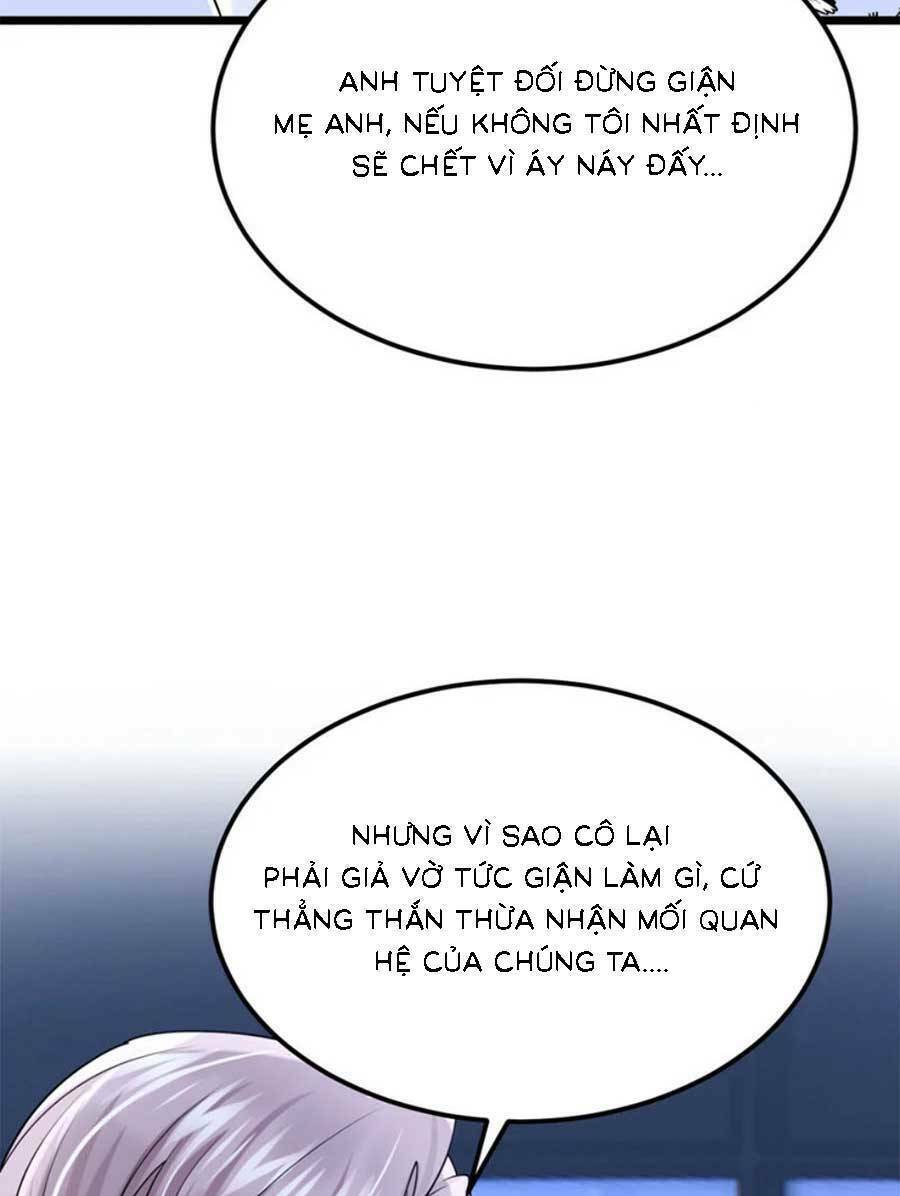 ANH TUYỆT ĐỐI ĐỪNG GIẬN
MẸ ANH, NẾU KHÔNG TÔI NHẤT ĐỊNH
SẼ CHẾT VÌ ÁY NÁY ĐẤY...
NHƯNG VÌ SAO CÔ LẠI
PHẢI GIẢ VỜ TỨC GIẬN LÀM GÌ, CỨ
THẲNG THẮN THỪA NHẬN MỐI QUAN
HỆ CỦA CHÚNG TA....